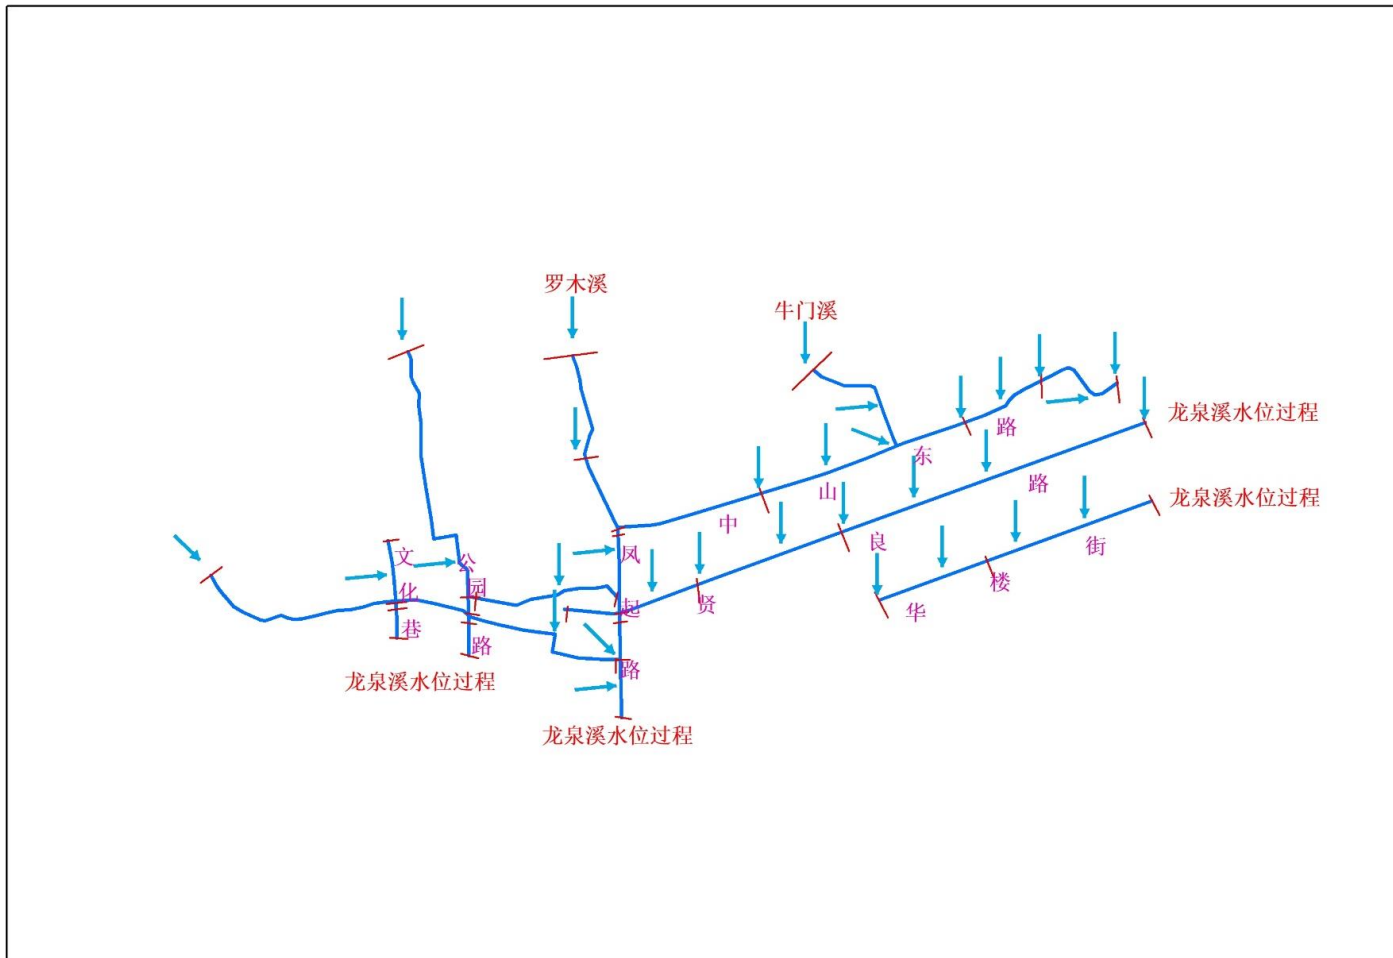 罗木溪
牛门溪
龙泉溪水位过程
龙泉溪水位过程
中山东路
贤良路
华楼街
文化巷
公园路
凤起路
龙泉溪水位过程
龙泉溪水位过程